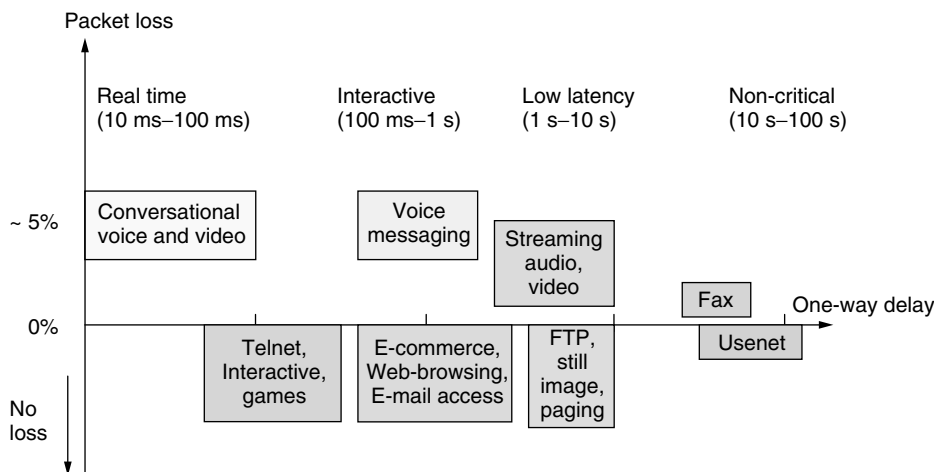 Packet loss
Real time
(10 ms–100 ms)
Interactive
(100 ms–1 s)
Low latency
(1 s–10 s)
Non-critical
(10 s–100 s)
~ 5%
Conversational
voice and video
Voice
messaging
Streaming
audio,
video
Fax
One-way delay
0%
Telnet,
Interactive,
games
E-commerce,
Web-browsing,
E-mail access
FTP,
still
image,
paging
Usenet
No
loss